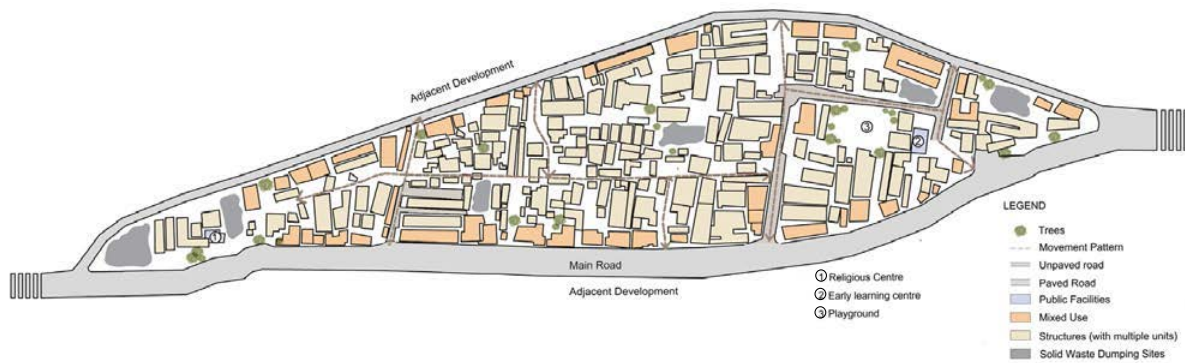 Adjacent Development
③
②
①
Main Road
Adjacent Development
① Religious Centre
② Early learning centre
③ Playground
LEGEND
Trees
Movement Pattern
Unpaved road
Paved Road
Public Facilities
Mixed Use
Structures (with multiple units)
Solid Waste Dumping Sites